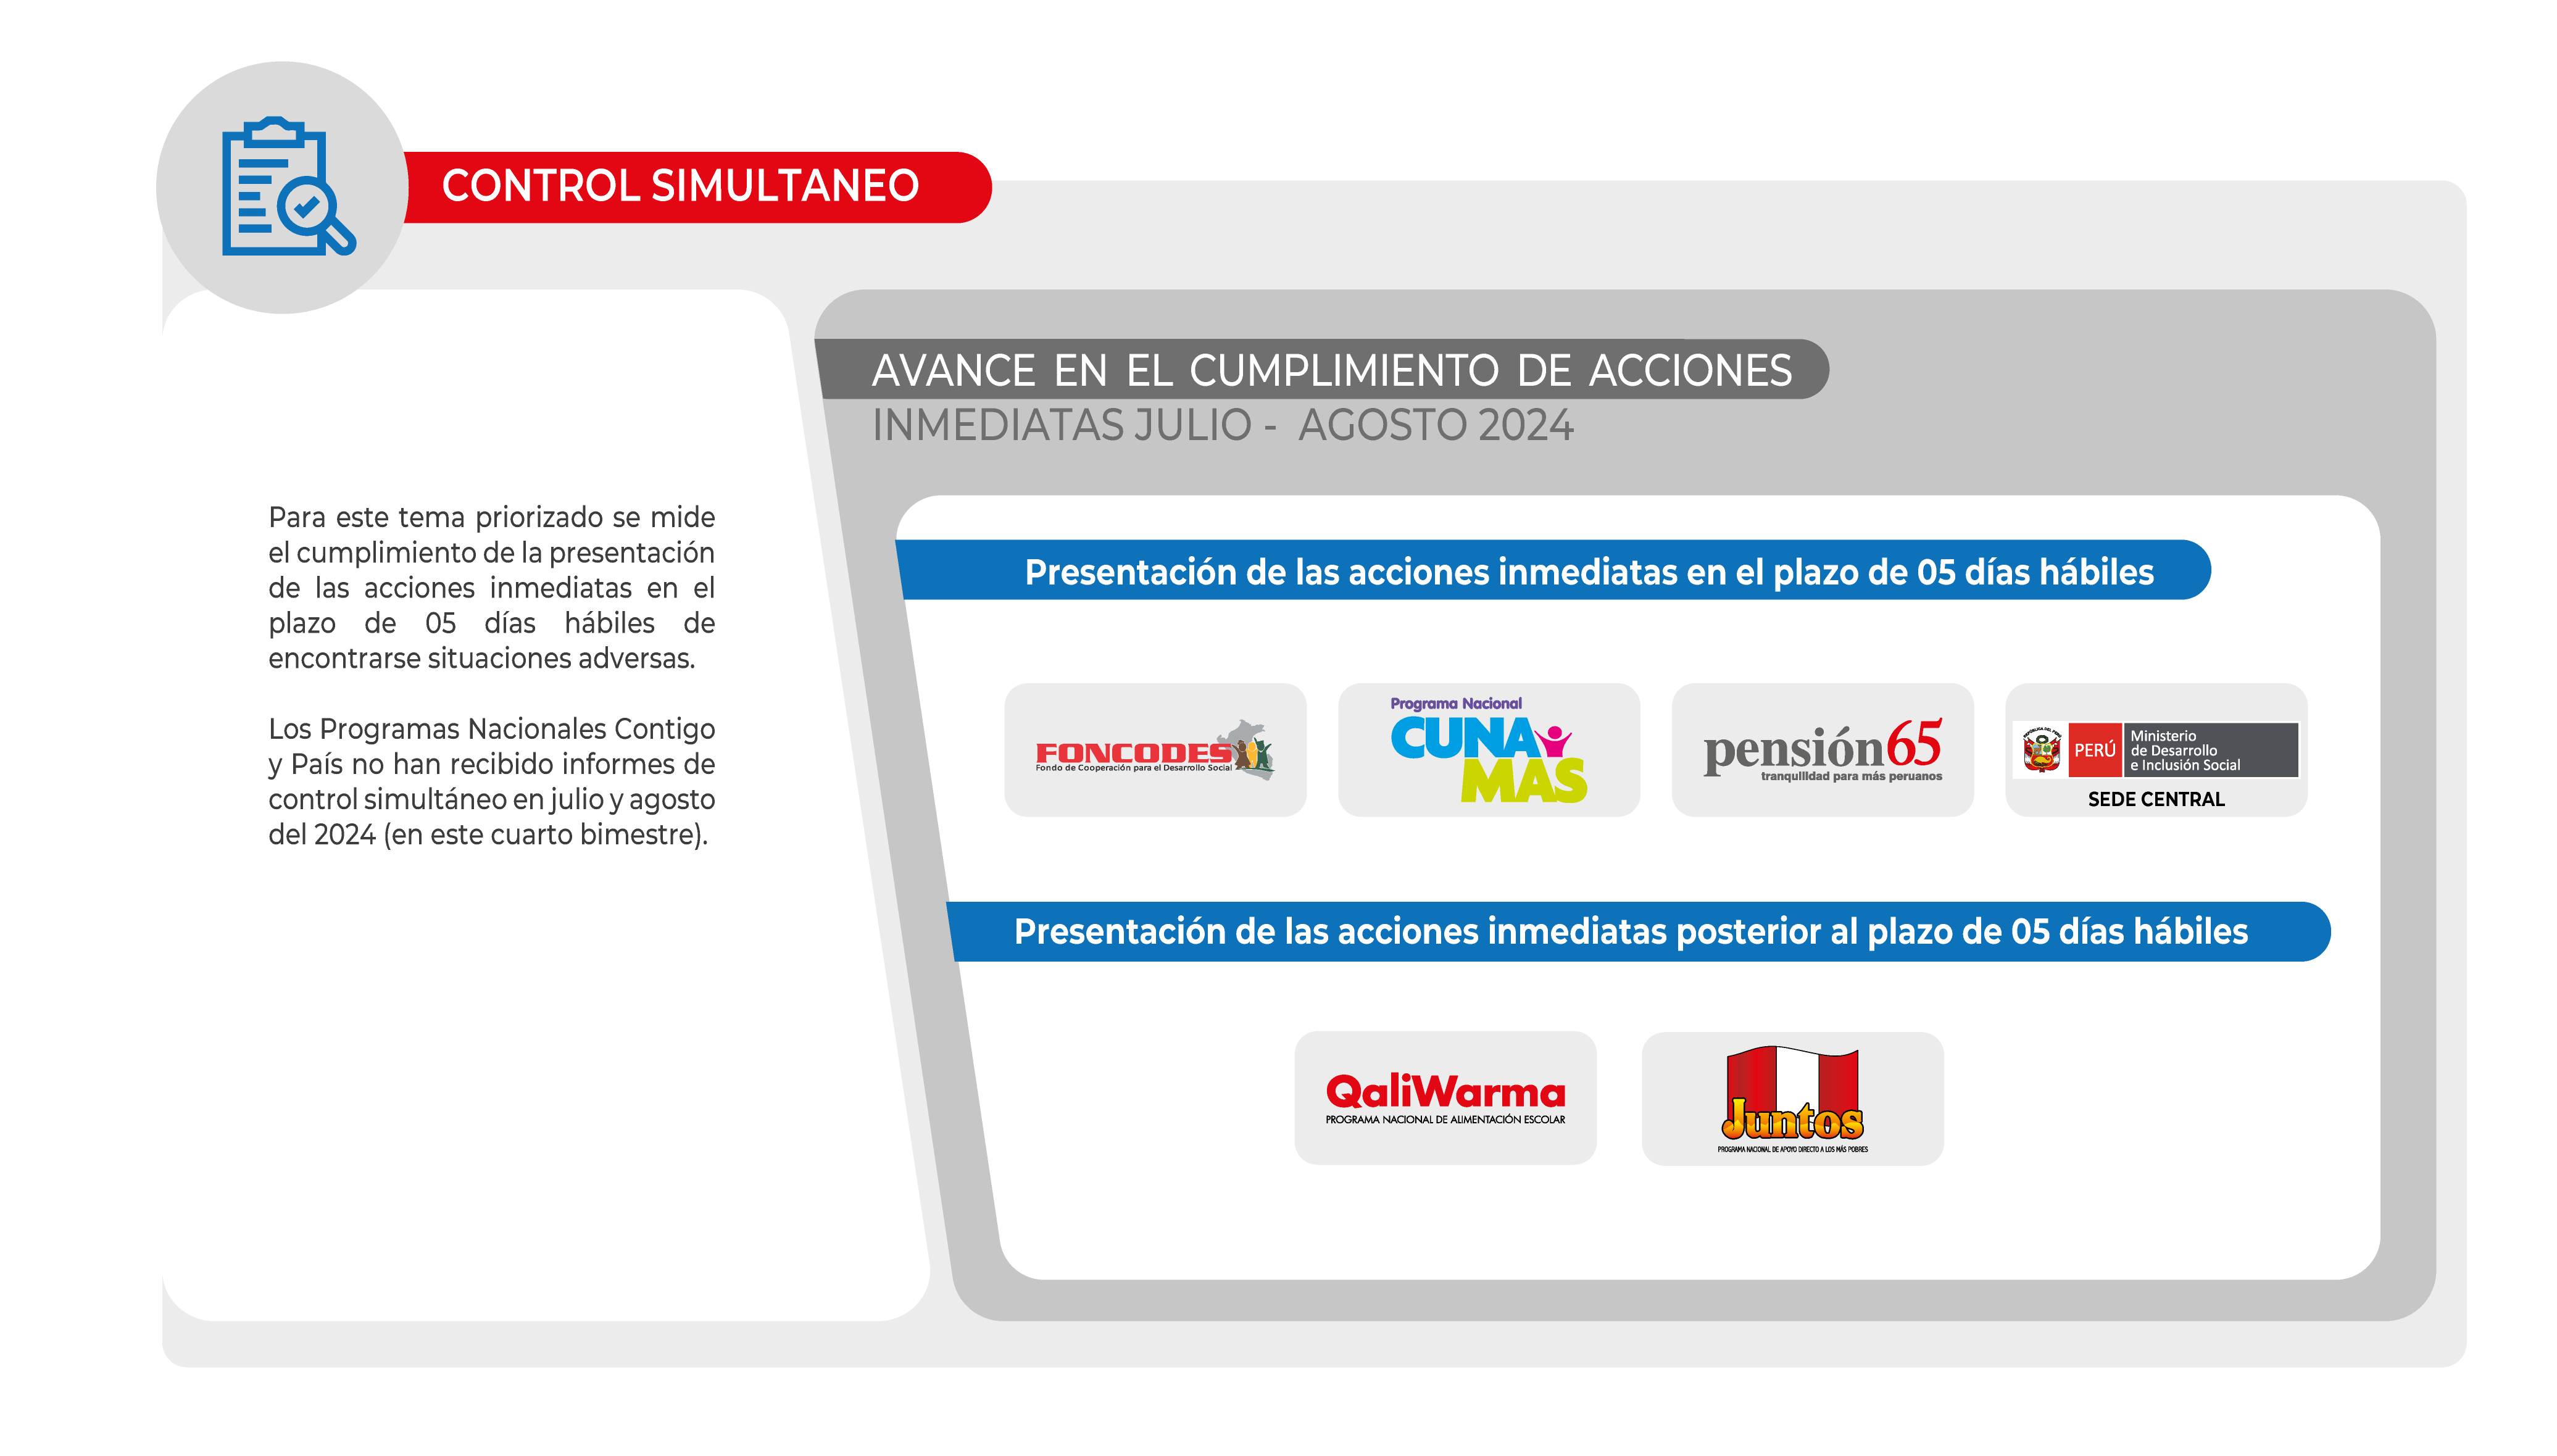 CONTROL SIMULTANEO
Para este tema priorizado se mide
el cumplimiento de la presentación
de las acciones inmediatas en el
plazo de 05 días hábiles de
encontrarse situaciones adversas.
Los Programas Nacionales Contigo
y País no han recibido informes de
control simultáneo en julio y agosto
del 2024 (en este cuarto bimestre).
AVANCE EN EL CUMPLIMIENTO DE ACCIONES
INMEDIATAS JULIO - AGOSTO 2024
Presentación de las acciones inmediatas en el plazo de 05 días hábiles
FONCODES
Fondo de Cooperación para el Desarrollo Social
Programa Nacional
CUNA
MAS
pensión65
tranquilidad para más peruanos
REPÚBLICA DEL PERÚ
PERÚ
Ministerio
de Desarrollo
e Inclusión Social
SEDE CENTRAL
Presentación de las acciones inmediatas posterior al plazo de 05 días hábiles
QaliWarma
PROGRAMA NACIONAL DE ALIMENTACIÓN ESCOLAR
Juntos
PROGRAMA NACIONAL DE APOYO DIRECTO A LOS MÁS POBRES